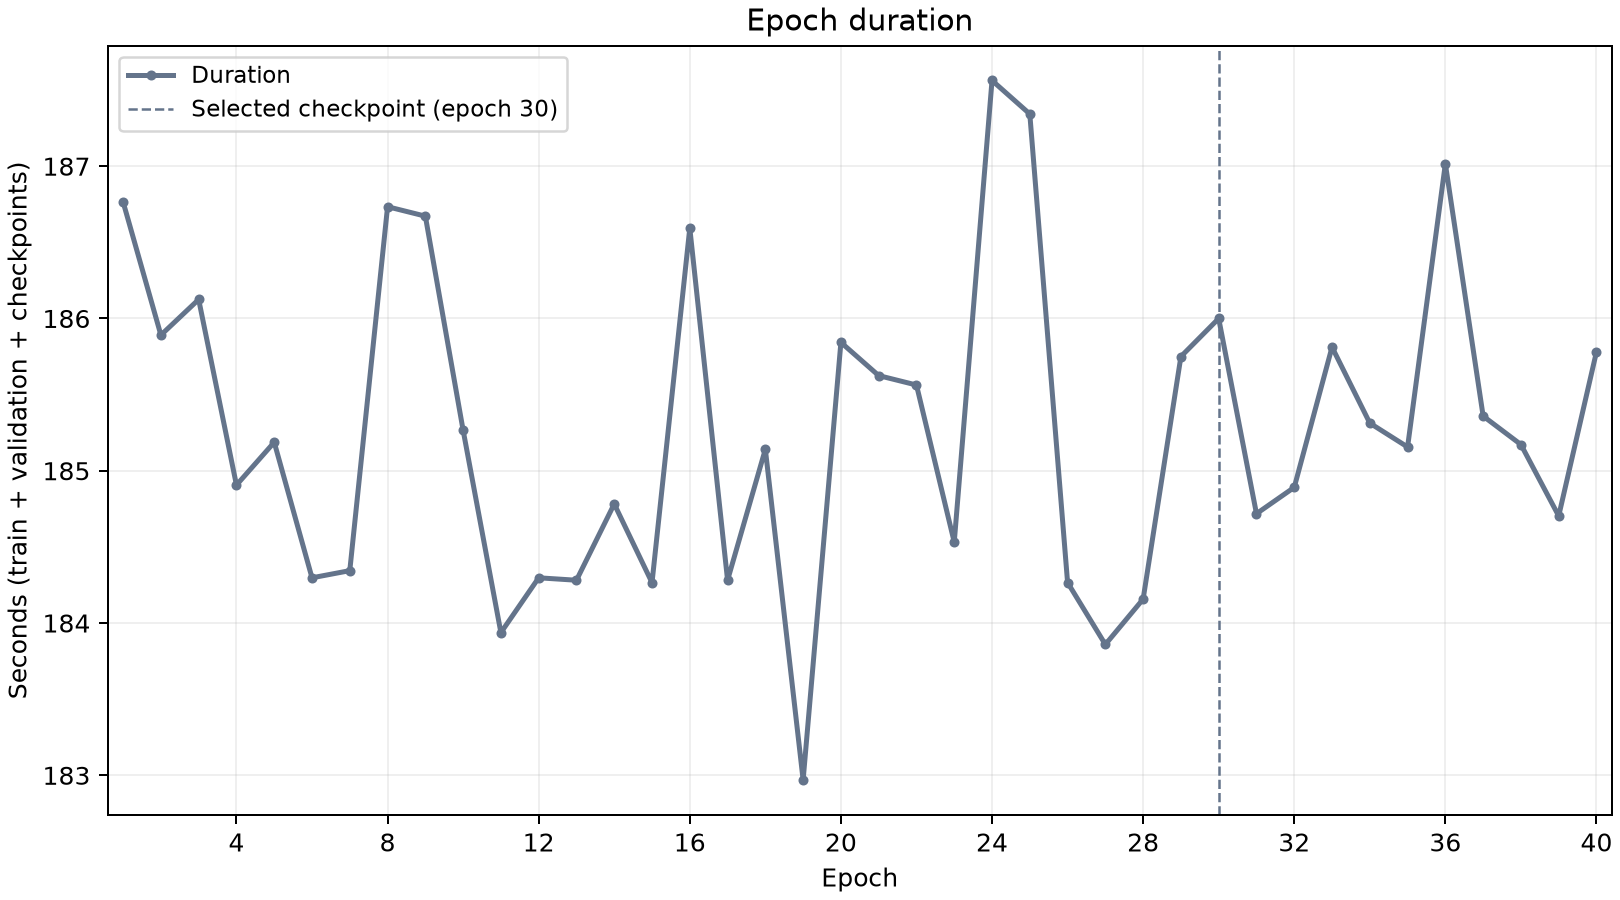 Epoch duration
Duration
Selected checkpoint (epoch 30)
Seconds (train + validation + checkpoints)
187
186
185
184
183
4 8 12 16 20 24 28 32 36 40
Epoch